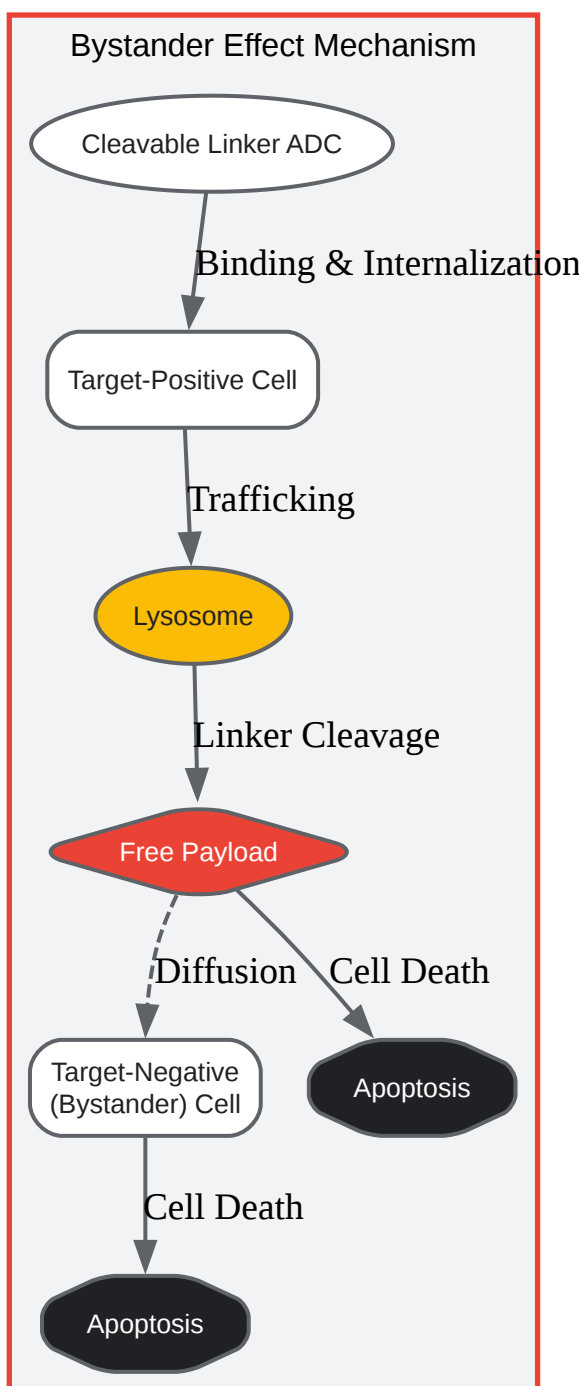 Bystander Effect Mechanism
Cleavable Linker ADC
Binding & Internalization
Target-Positive Cell
Trafficking
Lysosome
Linker Cleavage
Free Payload
Diffusion
Cell Death
Target-Negative
(Bystander) Cell
Apoptosis
Cell Death
Apoptosis